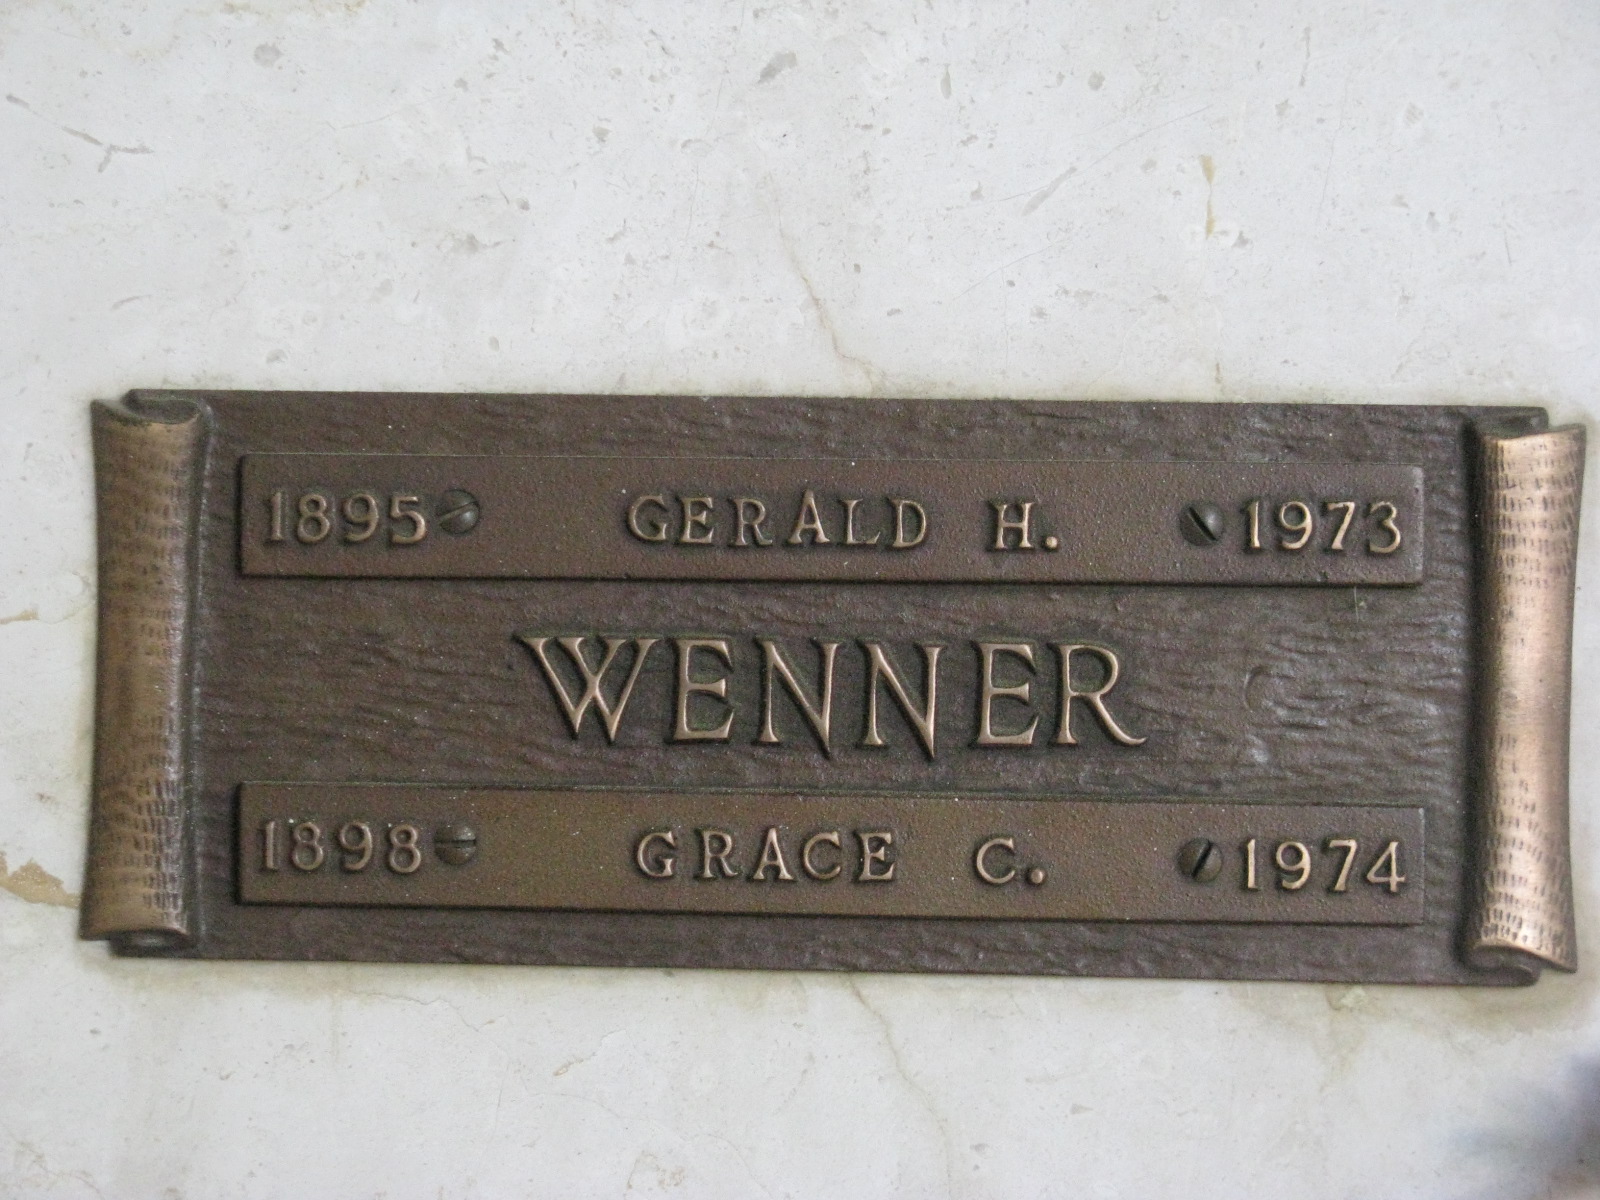 1895 GERALD H. 1973
WENNER
1898 GRACE C. 1974